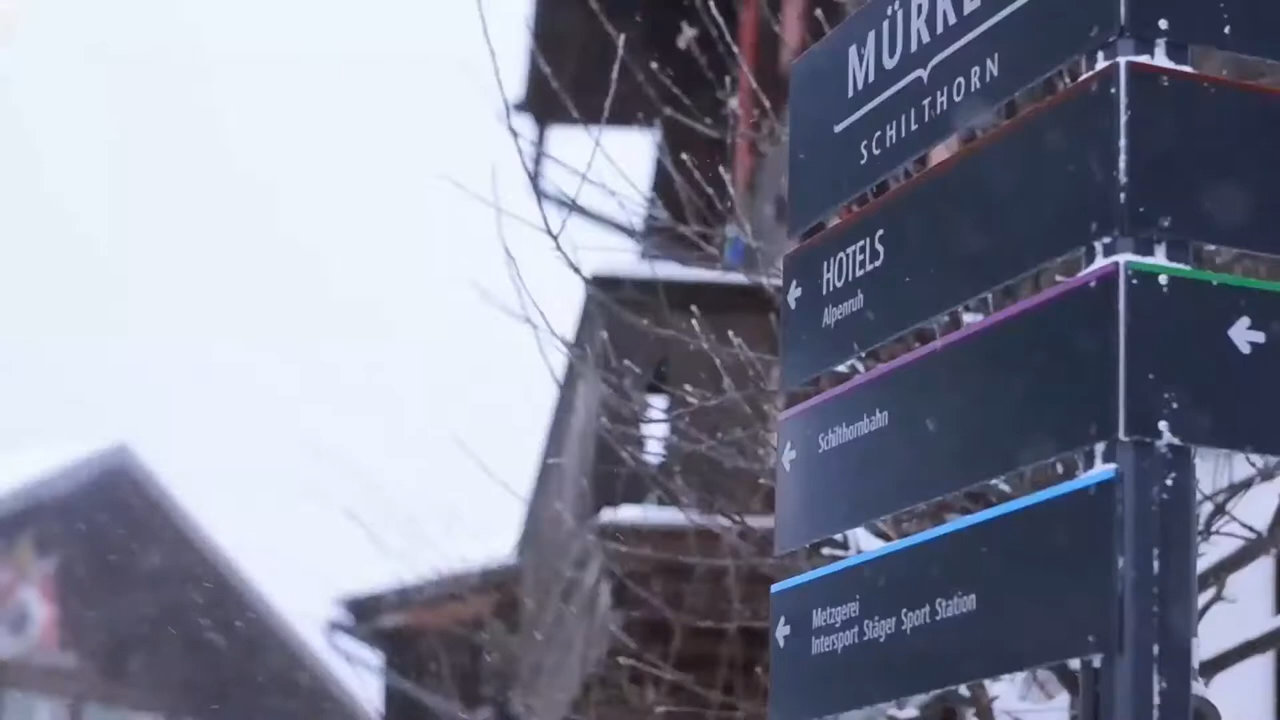 SCHILTHORN
HOTELS
Alpenruh
Schilthornbahn
Metzgerei
Intersport Stäger Sport Station